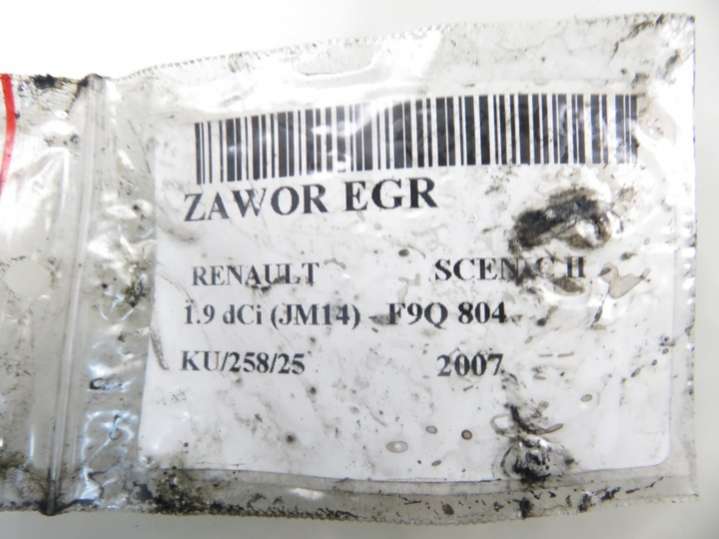 ZAWOR EGR
RENAULT SCENIC II
1.9 dCi (JM14) - F9Q 804
KU/258/25 2007